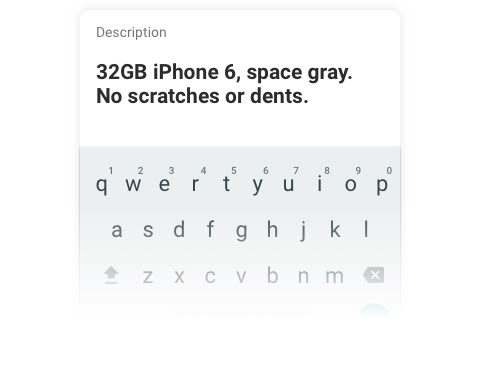 Description
32GB iPhone 6, space gray.
No scratches or dents.
1 2 3 4 5 6 7 8 9 0
q w e r t y u i o p
a s d f g h j k l
z x c v b n m